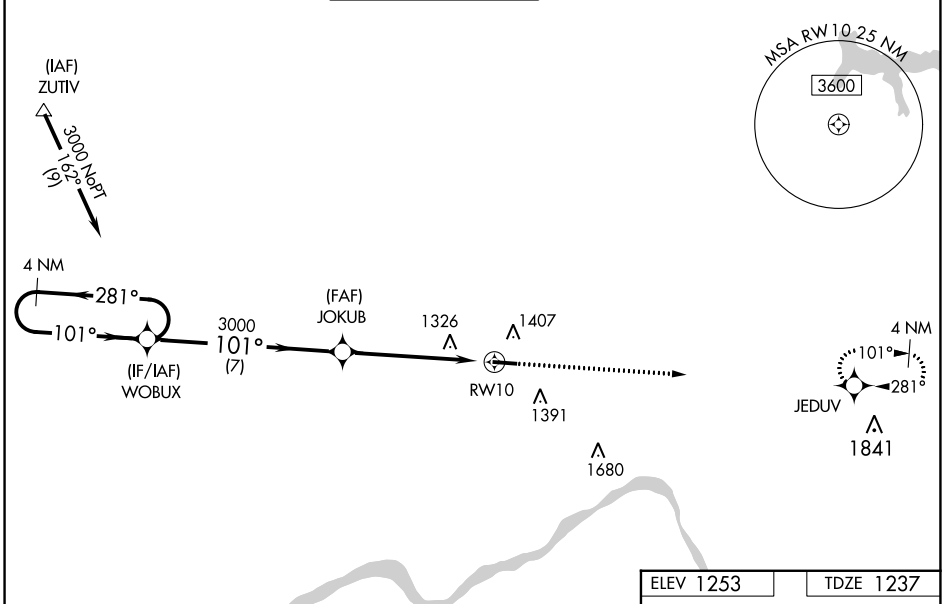 MSA RW10 25 NM
3600
(IAF)
ZUTIV
3000 NoPT
162°
(9)
4 NM
281°
101°
(IF/IAF)
WOBUX
3000
101°
(7)
(FAF)
JOKUB
1326
1407
RW10
1391
1680
4 NM
101°
281°
JEDUV
1841
ELEV 1253
TDZE 1237